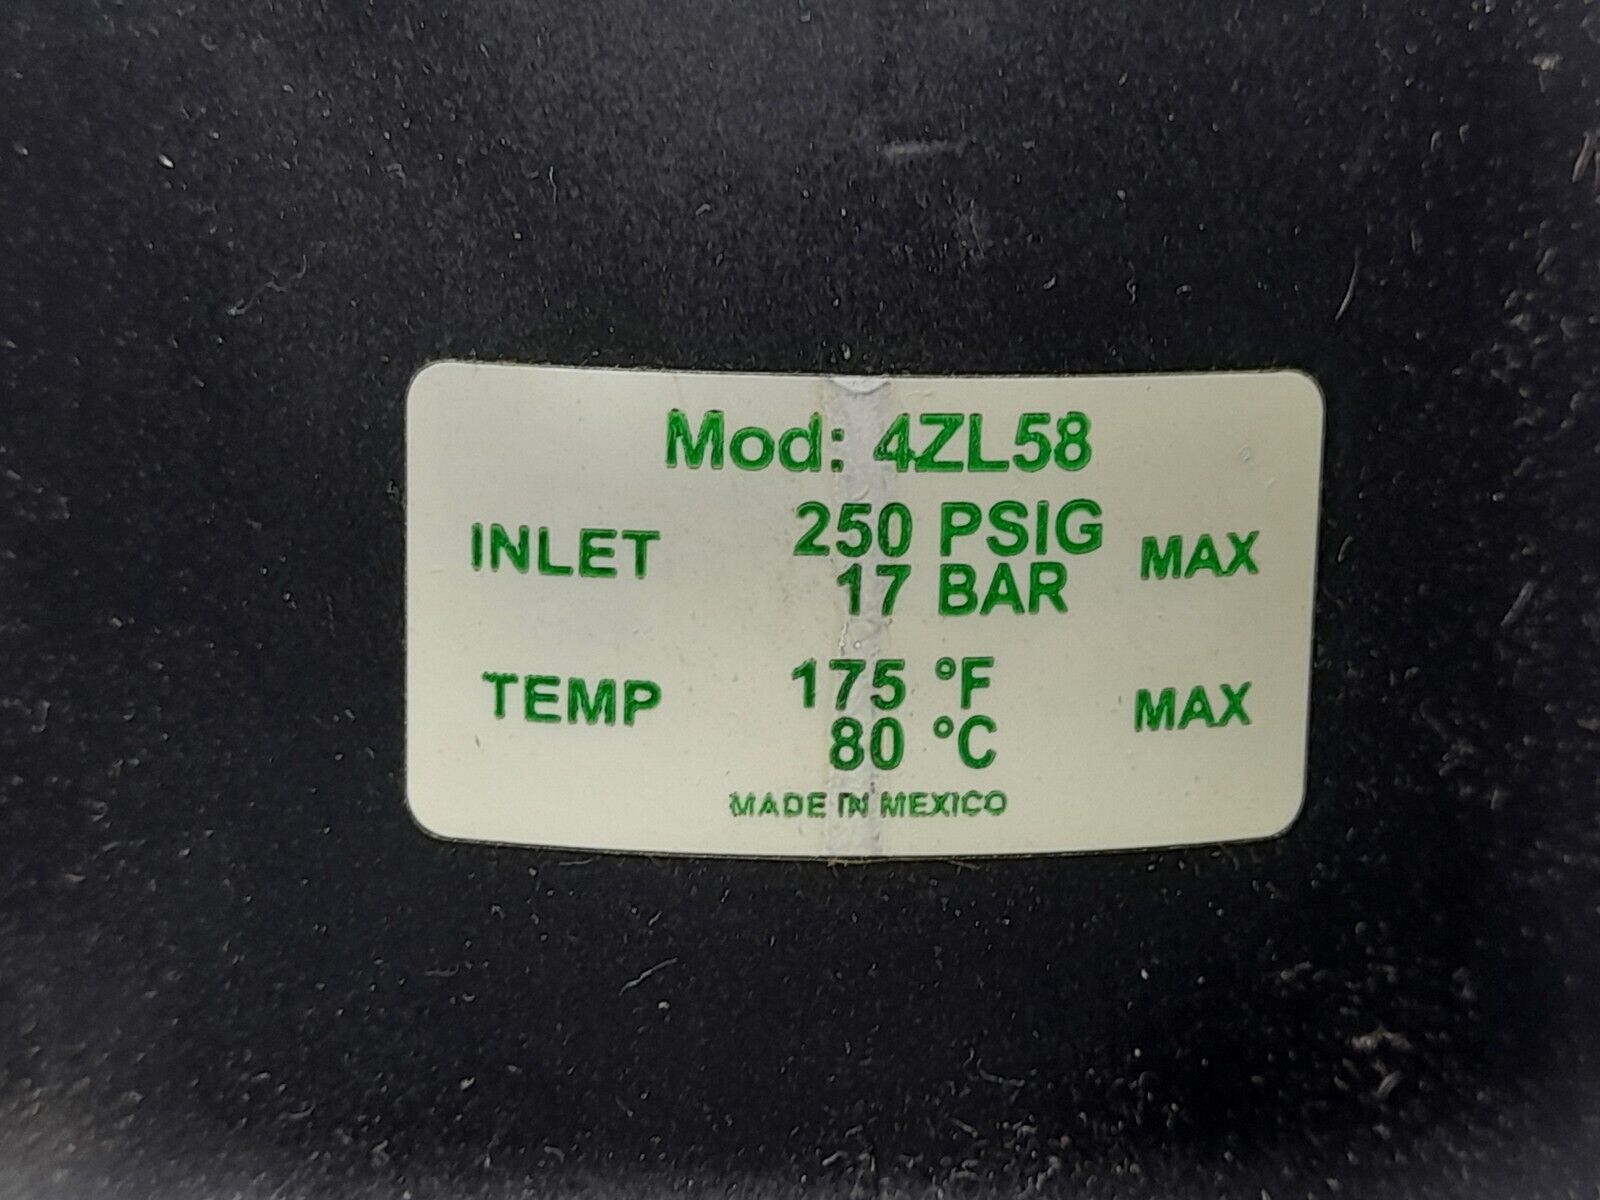 Mod: 4ZL58
INLET 250 PSIG MAX
17 BAR
TEMP 175 °F MAX
80 °C
MADE IN MEXICO